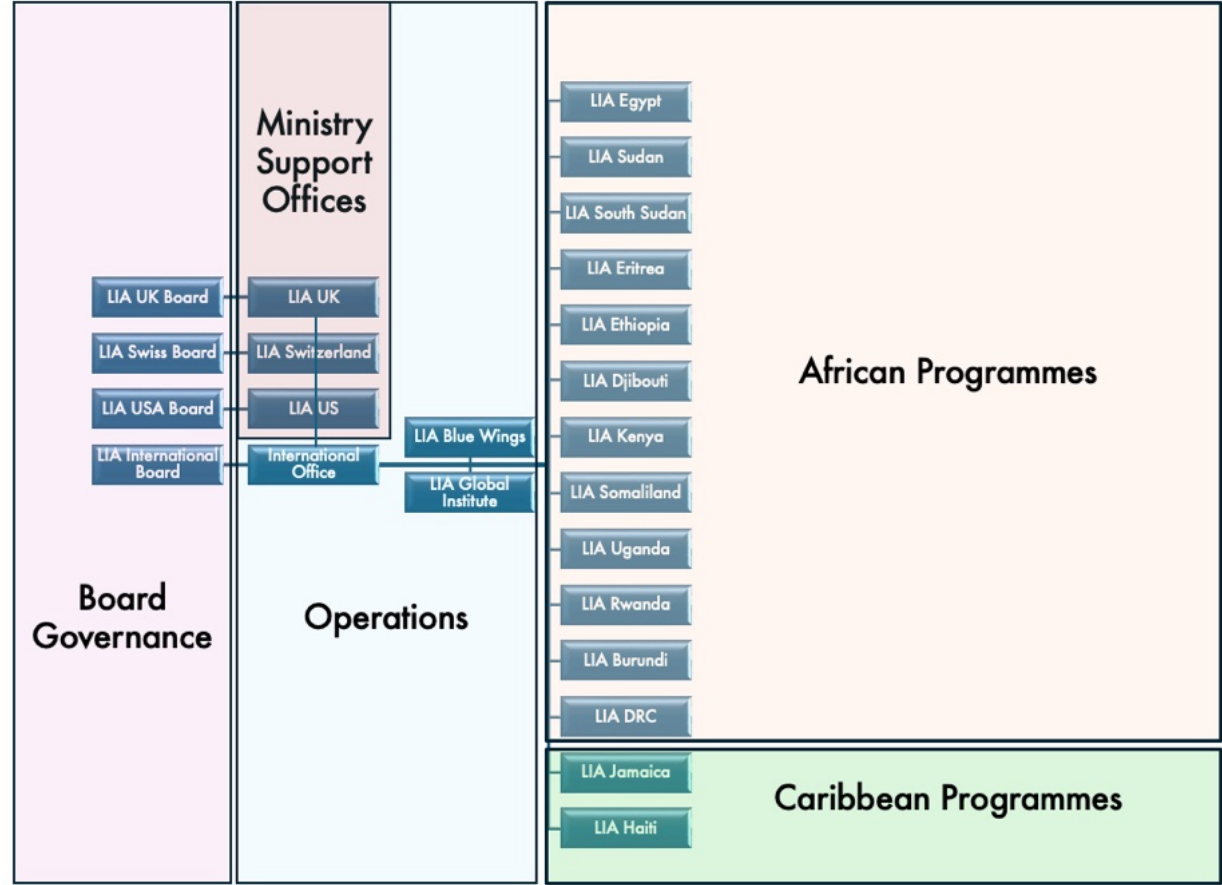 Ministry
Support
Offices
LIA UK Board
LIA UK
LIA Swiss Board
LIA Switzerland
LIA USA Board
LIA US
LIA International
Board
International
Office
LIA Blue Wings
LIA Global
Institute
Board
Governance
Operations
LIA Egypt
LIA Sudan
LIA South Sudan
LIA Eritrea
LIA Ethiopia
LIA Djibouti
LIA Kenya
LIA Somaliland
LIA Uganda
LIA Rwanda
LIA Burundi
LIA DRC
African Programmes
LIA Jamaica
LIA Haiti
Caribbean Programmes